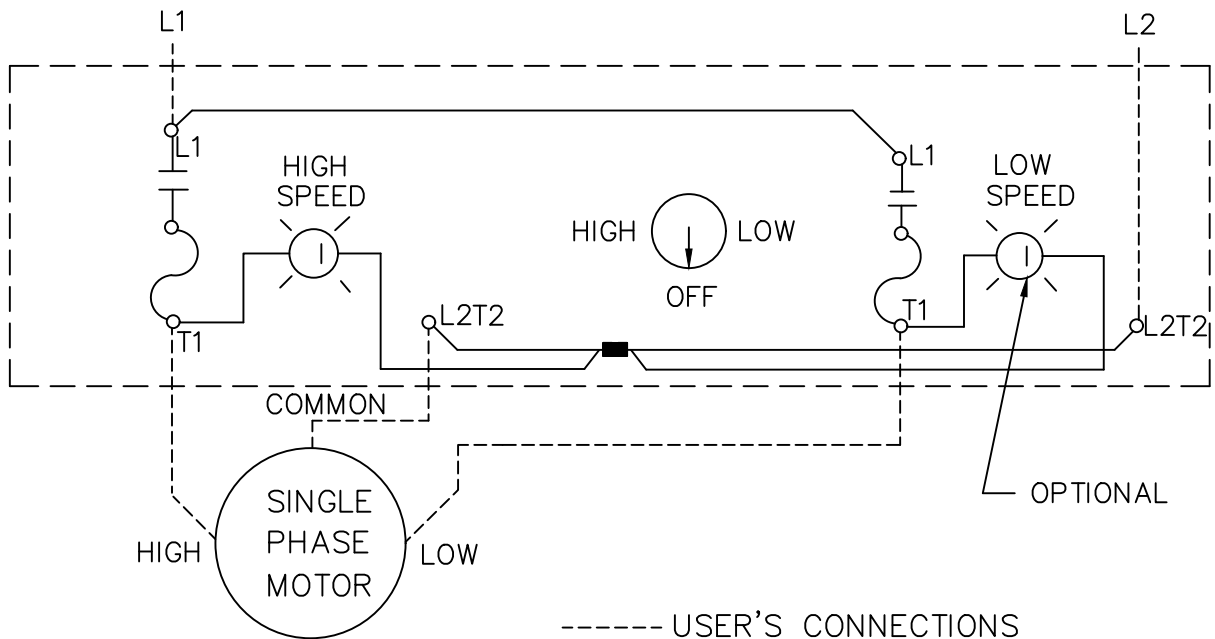 L1
L2
L1
HIGH
SPEED
L1
LOW
SPEED
HIGH
LOW
OFF
T1
L2T2
T1
L2T2
COMMON
OPTIONAL
SINGLE
PHASE
MOTOR
HIGH
LOW
USER'S CONNECTIONS